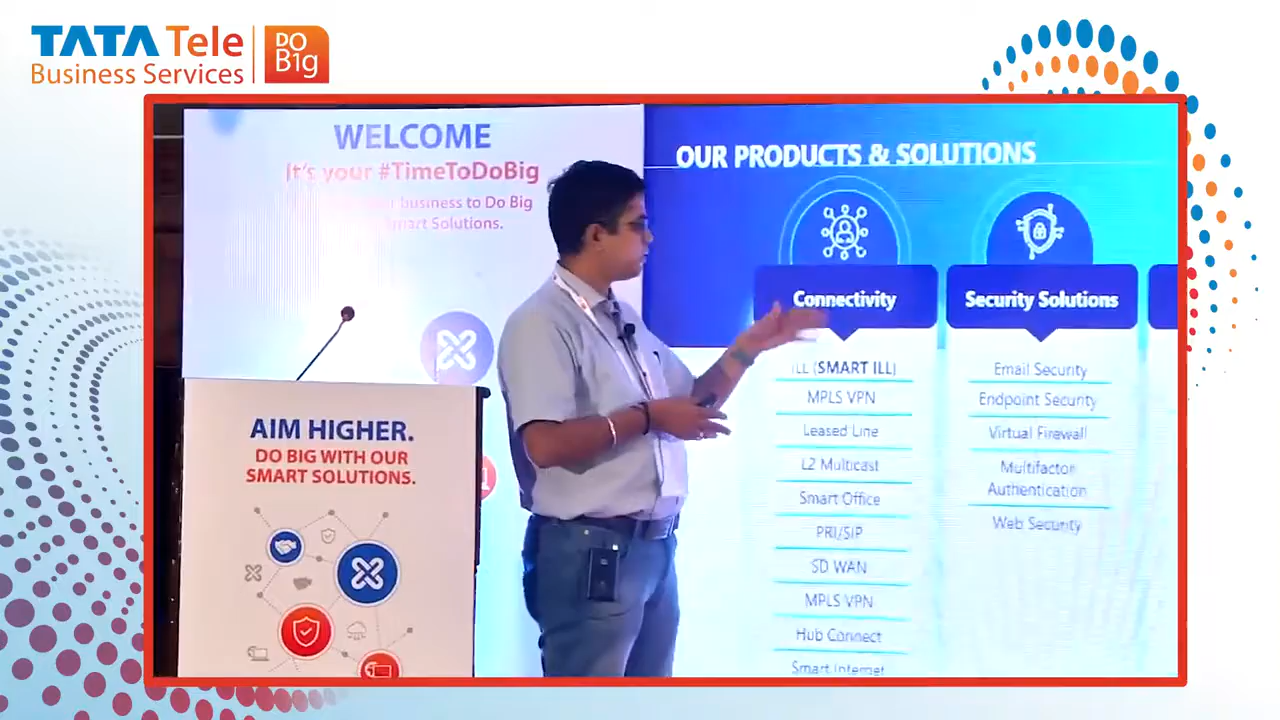 TATA Tele
Business Services
DO
B1g
WELCOME
It's your #TimeToDoBig
business to Do Big
Solutions.
AIM HIGHER.
DO BIG WITH OUR
SMART SOLUTIONS.
OUR PRODUCTS & SOLUTIONS
Connectivity
ILL (SMART ILL)
MPLS VPN
Leased Line
L2 Multicast
Smart Office
PRI/SIP
SD WAN
MPLS VPN
Hub Connect
Smart Internet
Security Solutions
Email Security
Endpoint Security
Virtual Firewall
Multifactor
Authentication
Web Security